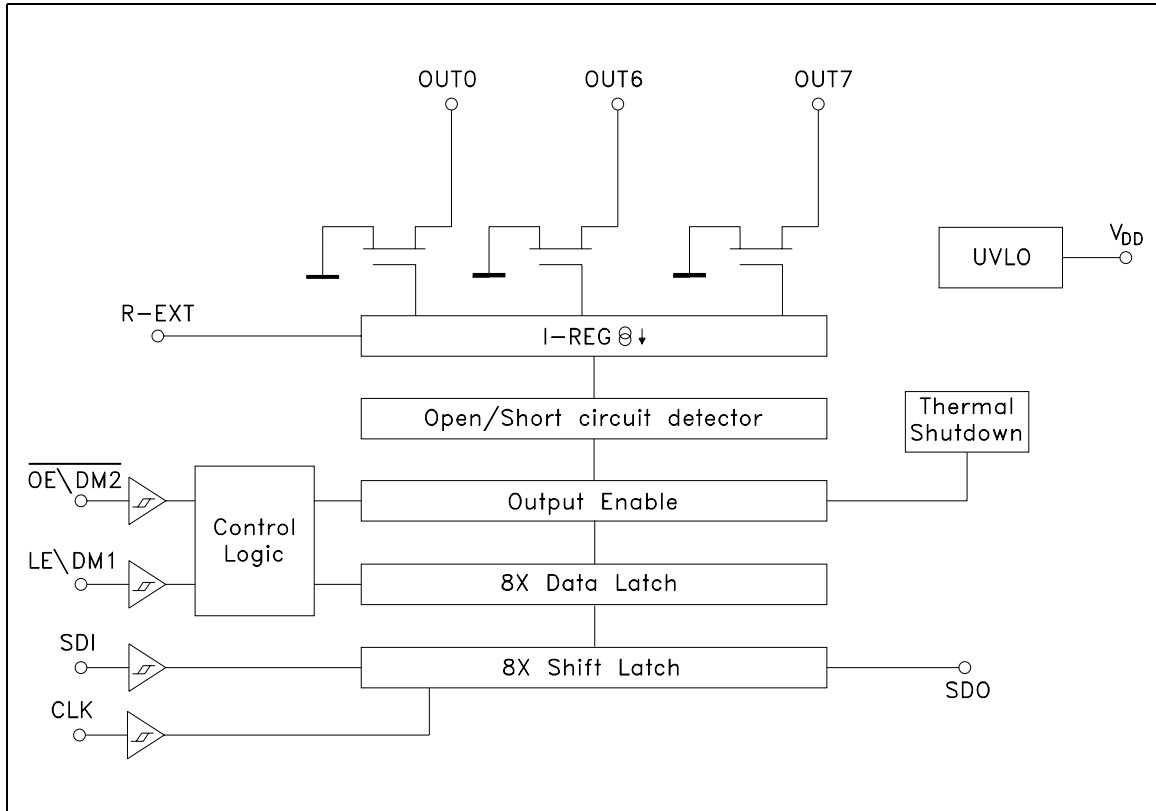 OUT0 OUT6 OUT7
UVLO
VDD
R-EXT
I-REG
Open/Short circuit detector
Thermal
Shutdown
OE\DM2
Output Enable
Control
Logic
LE\DM1
8X Data Latch
SDI
8X Shift Latch
SDO
CLK